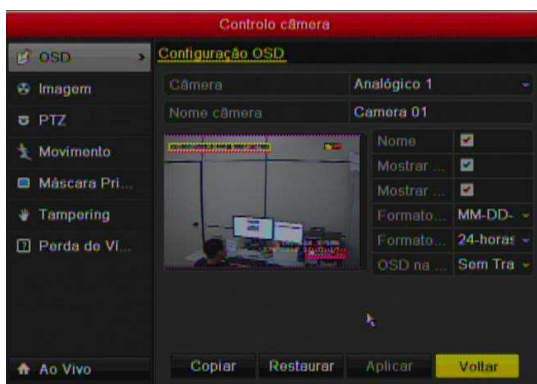 Controlo câmera
OSD
Imagem
PTZ
Movimento
Máscara Pri...
Tampering
Perda de Ví...
Ao Vivo
Configuração OSD
Câmera Analógico 1
Nome câmera Camera 01
Nome
Mostrar ...
Mostrar ...
Formato... MM-DD-
Formato... 24-horas
OSD na ... Sem Tra
Copiar Restaurar Aplicar Voltar